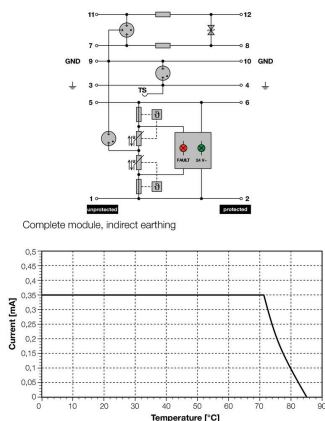 11 12
7 8
GND 9 10 GND
3 4
TS
5 6
ϑ
ϑ
FAULT 24 V~
1 2
unprotected protected
Complete module, indirect earthing
0,5
0,45
0,4
0,35
0,3
0,25
0,2
0,15
0,1
0,05
0
Current [mA]
0 10 20 30 40 50 60 70 80 90
Temperature [°C]